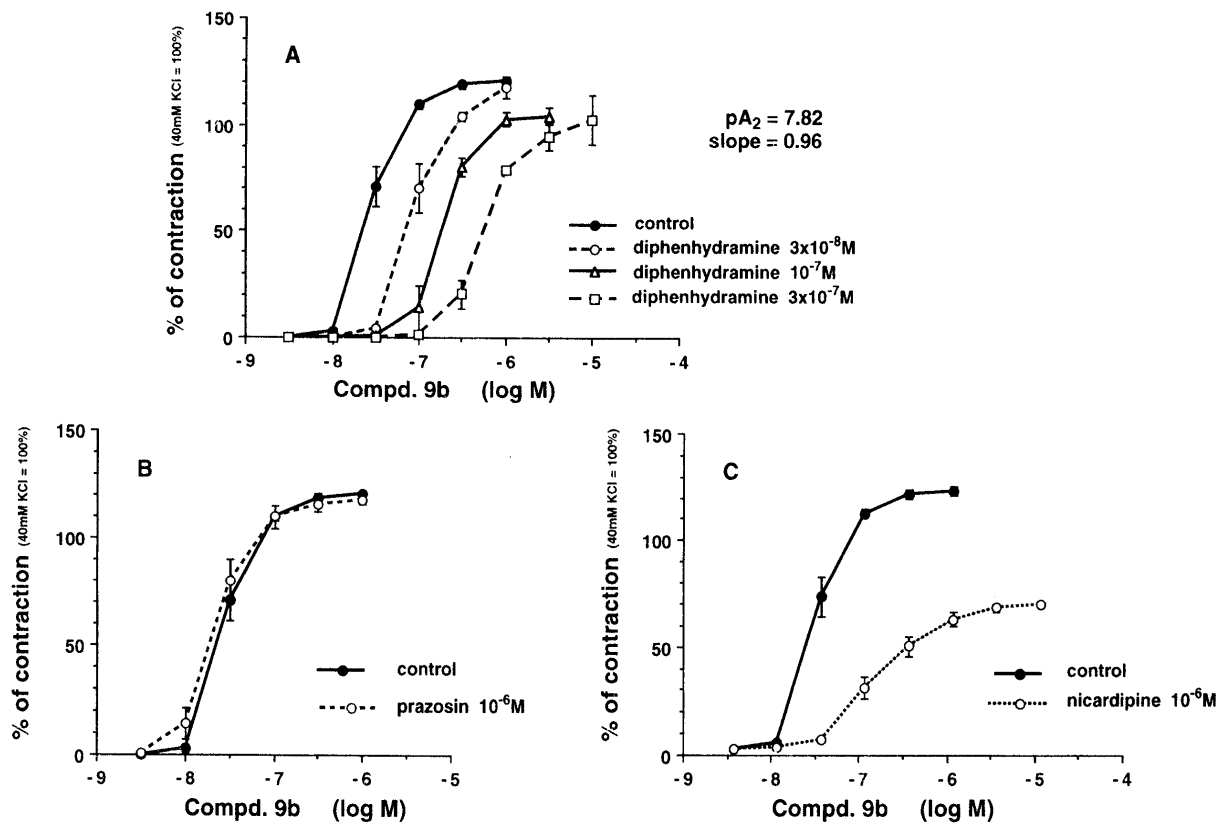 A
% of contraction (40mM KCl = 100%)
150
100
50
0
-9
-8
-7
-6
-5
-4
Compd. 9b (log M)
pA2 = 7.82
slope = 0.96
control
diphenhydramine 3x10-8M
diphenhydramine 10-7M
diphenhydramine 3x10-7M
B
% of contraction (40mM KCl = 100%)
150
100
50
0
-9
-8
-7
-6
-5
Compd. 9b (log M)
control
prazosin 10-6M
C
% of contraction (40mM KCl = 100%)
150
100
50
0
-9
-8
-7
-6
-5
-4
Compd. 9b (log M)
control
nicardipine 10-6M